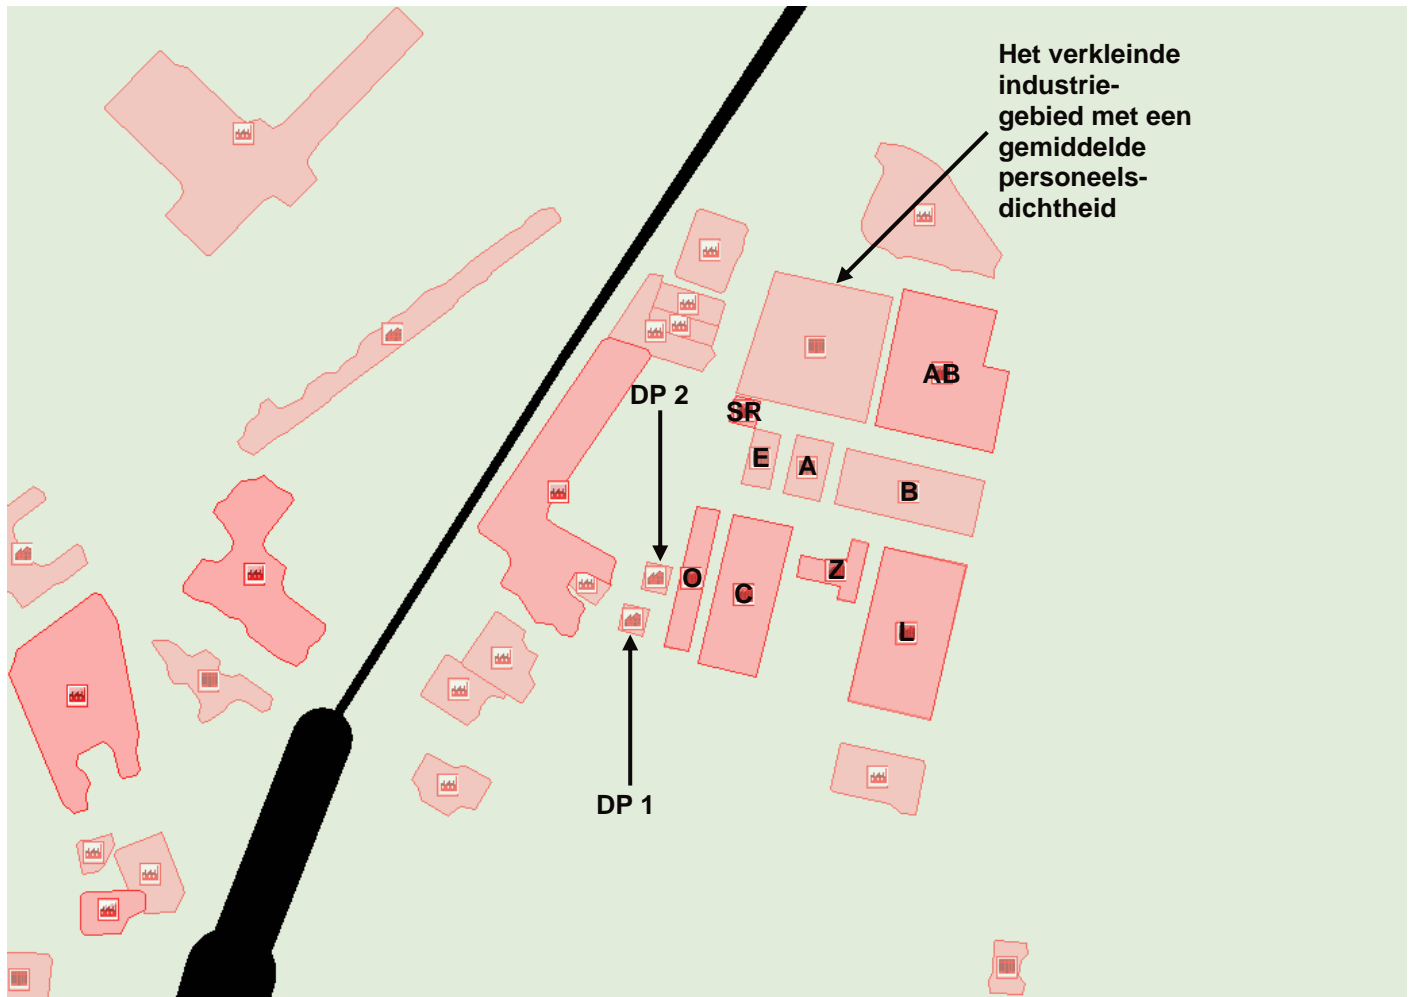 Het verkleinde
industrie-
gebied met een
gemiddelde
personeels-
dichtheid
AB
DP 2
SR
E
A
B
O
C
Z
L
DP 1